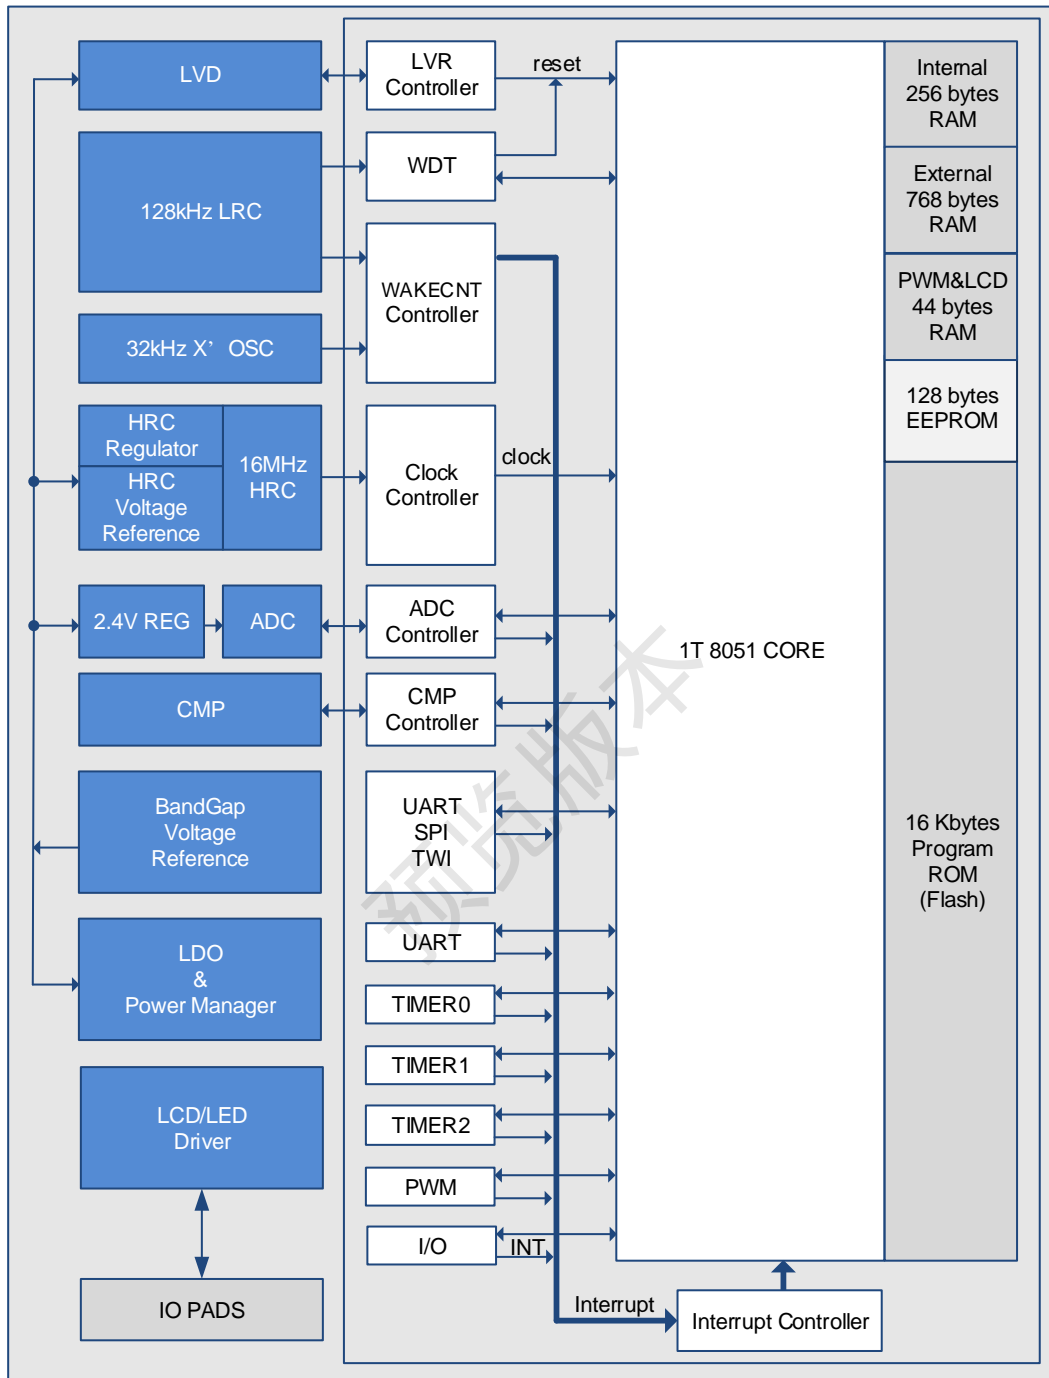 LVD
LVR
Controller
reset
Internal
256 bytes
RAM
128kHz LRC
WDT
External
768 bytes
RAM
WAKECNT
Controller
PWM&LCD
44 bytes
RAM
32kHz X’ OSC
128 bytes
EEPROM
HRC
Regulator
HRC
Voltage
Reference
16MHz
HRC
Clock
Controller
clock
2.4V REG
ADC
ADC
Controller
1T 8051 CORE
CMP
CMP
Controller
BandGap
Voltage
Reference
UART
SPI
TWI
16 Kbytes
Program
ROM
(Flash)
预览版本
UART
LDO
&
Power Manager
TIMER0
TIMER1
LCD/LED
Driver
TIMER2
PWM
I/O
INT
IO PADS
Interrupt
Interrupt Controller